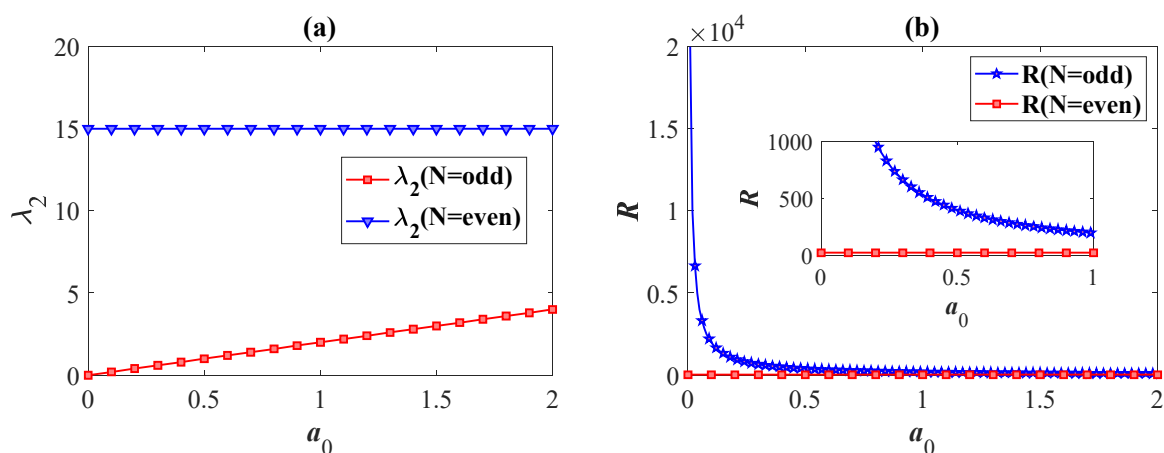 (a)
20
15
10
5
0
λ₂
λ₂(N=odd)
λ₂(N=even)
0 0.5 1 1.5 2
a₀
(b)
×10⁴
2
1.5
1
0.5
0
R
R(N=odd)
R(N=even)
1000
500
0
R
0 0.5 1
a₀
0 0.5 1 1.5 2
a₀